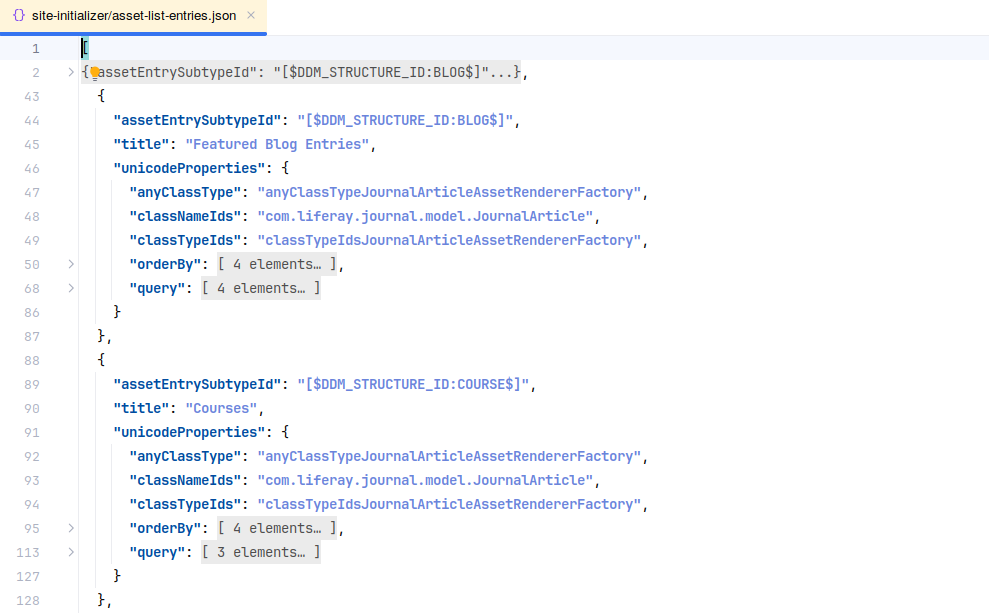 {} site-initializer/asset-list-entries.json ×
1 [
2 {"assetEntrySubtypeId": "[$DDM_STRUCTURE_ID:BLOG$]"...},
43 {
44 "assetEntrySubtypeId": "[$DDM_STRUCTURE_ID:BLOG$]",
45 "title": "Featured Blog Entries",
46 "unicodeProperties": {
47 "anyClassType": "anyClassTypeJournalArticleAssetRendererFactory",
48 "classNameIds": "com.liferay.journal.model.JournalArticle",
49 "classTypeIds": "classTypeIdsJournalArticleAssetRendererFactory",
50 "orderBy": [ 4 elements… ],
68 "query": [ 4 elements… ]
86 }
87 },
88 {
89 "assetEntrySubtypeId": "[$DDM_STRUCTURE_ID:COURSE$]",
90 "title": "Courses",
91 "unicodeProperties": {
92 "anyClassType": "anyClassTypeJournalArticleAssetRendererFactory",
93 "classNameIds": "com.liferay.journal.model.JournalArticle",
94 "classTypeIds": "classTypeIdsJournalArticleAssetRendererFactory",
95 "orderBy": [ 4 elements… ],
113 "query": [ 3 elements… ]
127 }
128 },